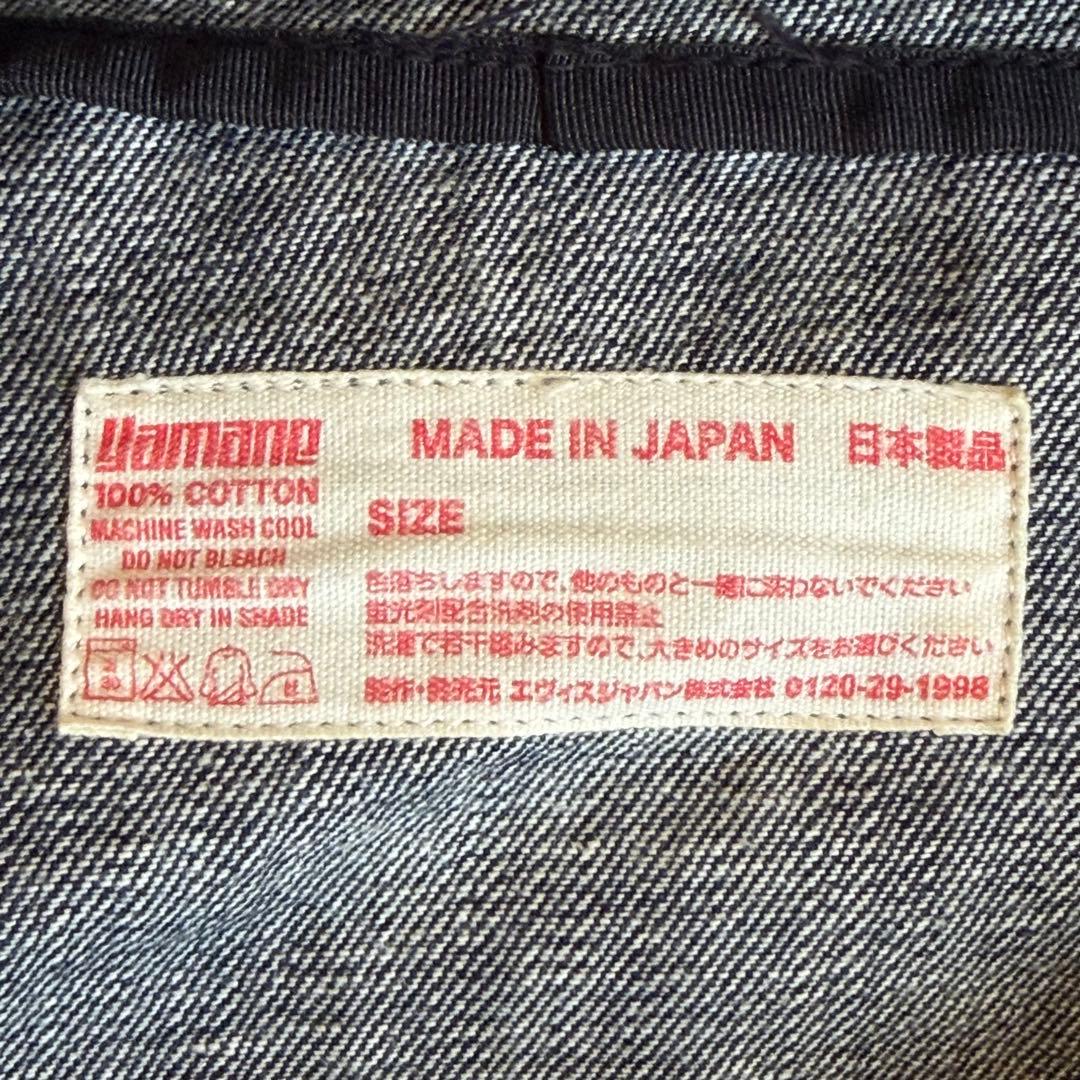 yamane
100% COTTON
MACHINE WASH COOL
DO NOT BLEACH
DO NOT TUMBLE DRY
HANG DRY IN SHADE
MADE IN JAPAN 日本製品
SIZE
色落ちしますので、他のものと一緒に洗わないでください
蛍光剤配合洗剤の使用禁止
洗濯で若干縮みますので、大きめのサイズをお選びください
製作・発売元 エヴィスジャパン株式会社 0120-29-1998